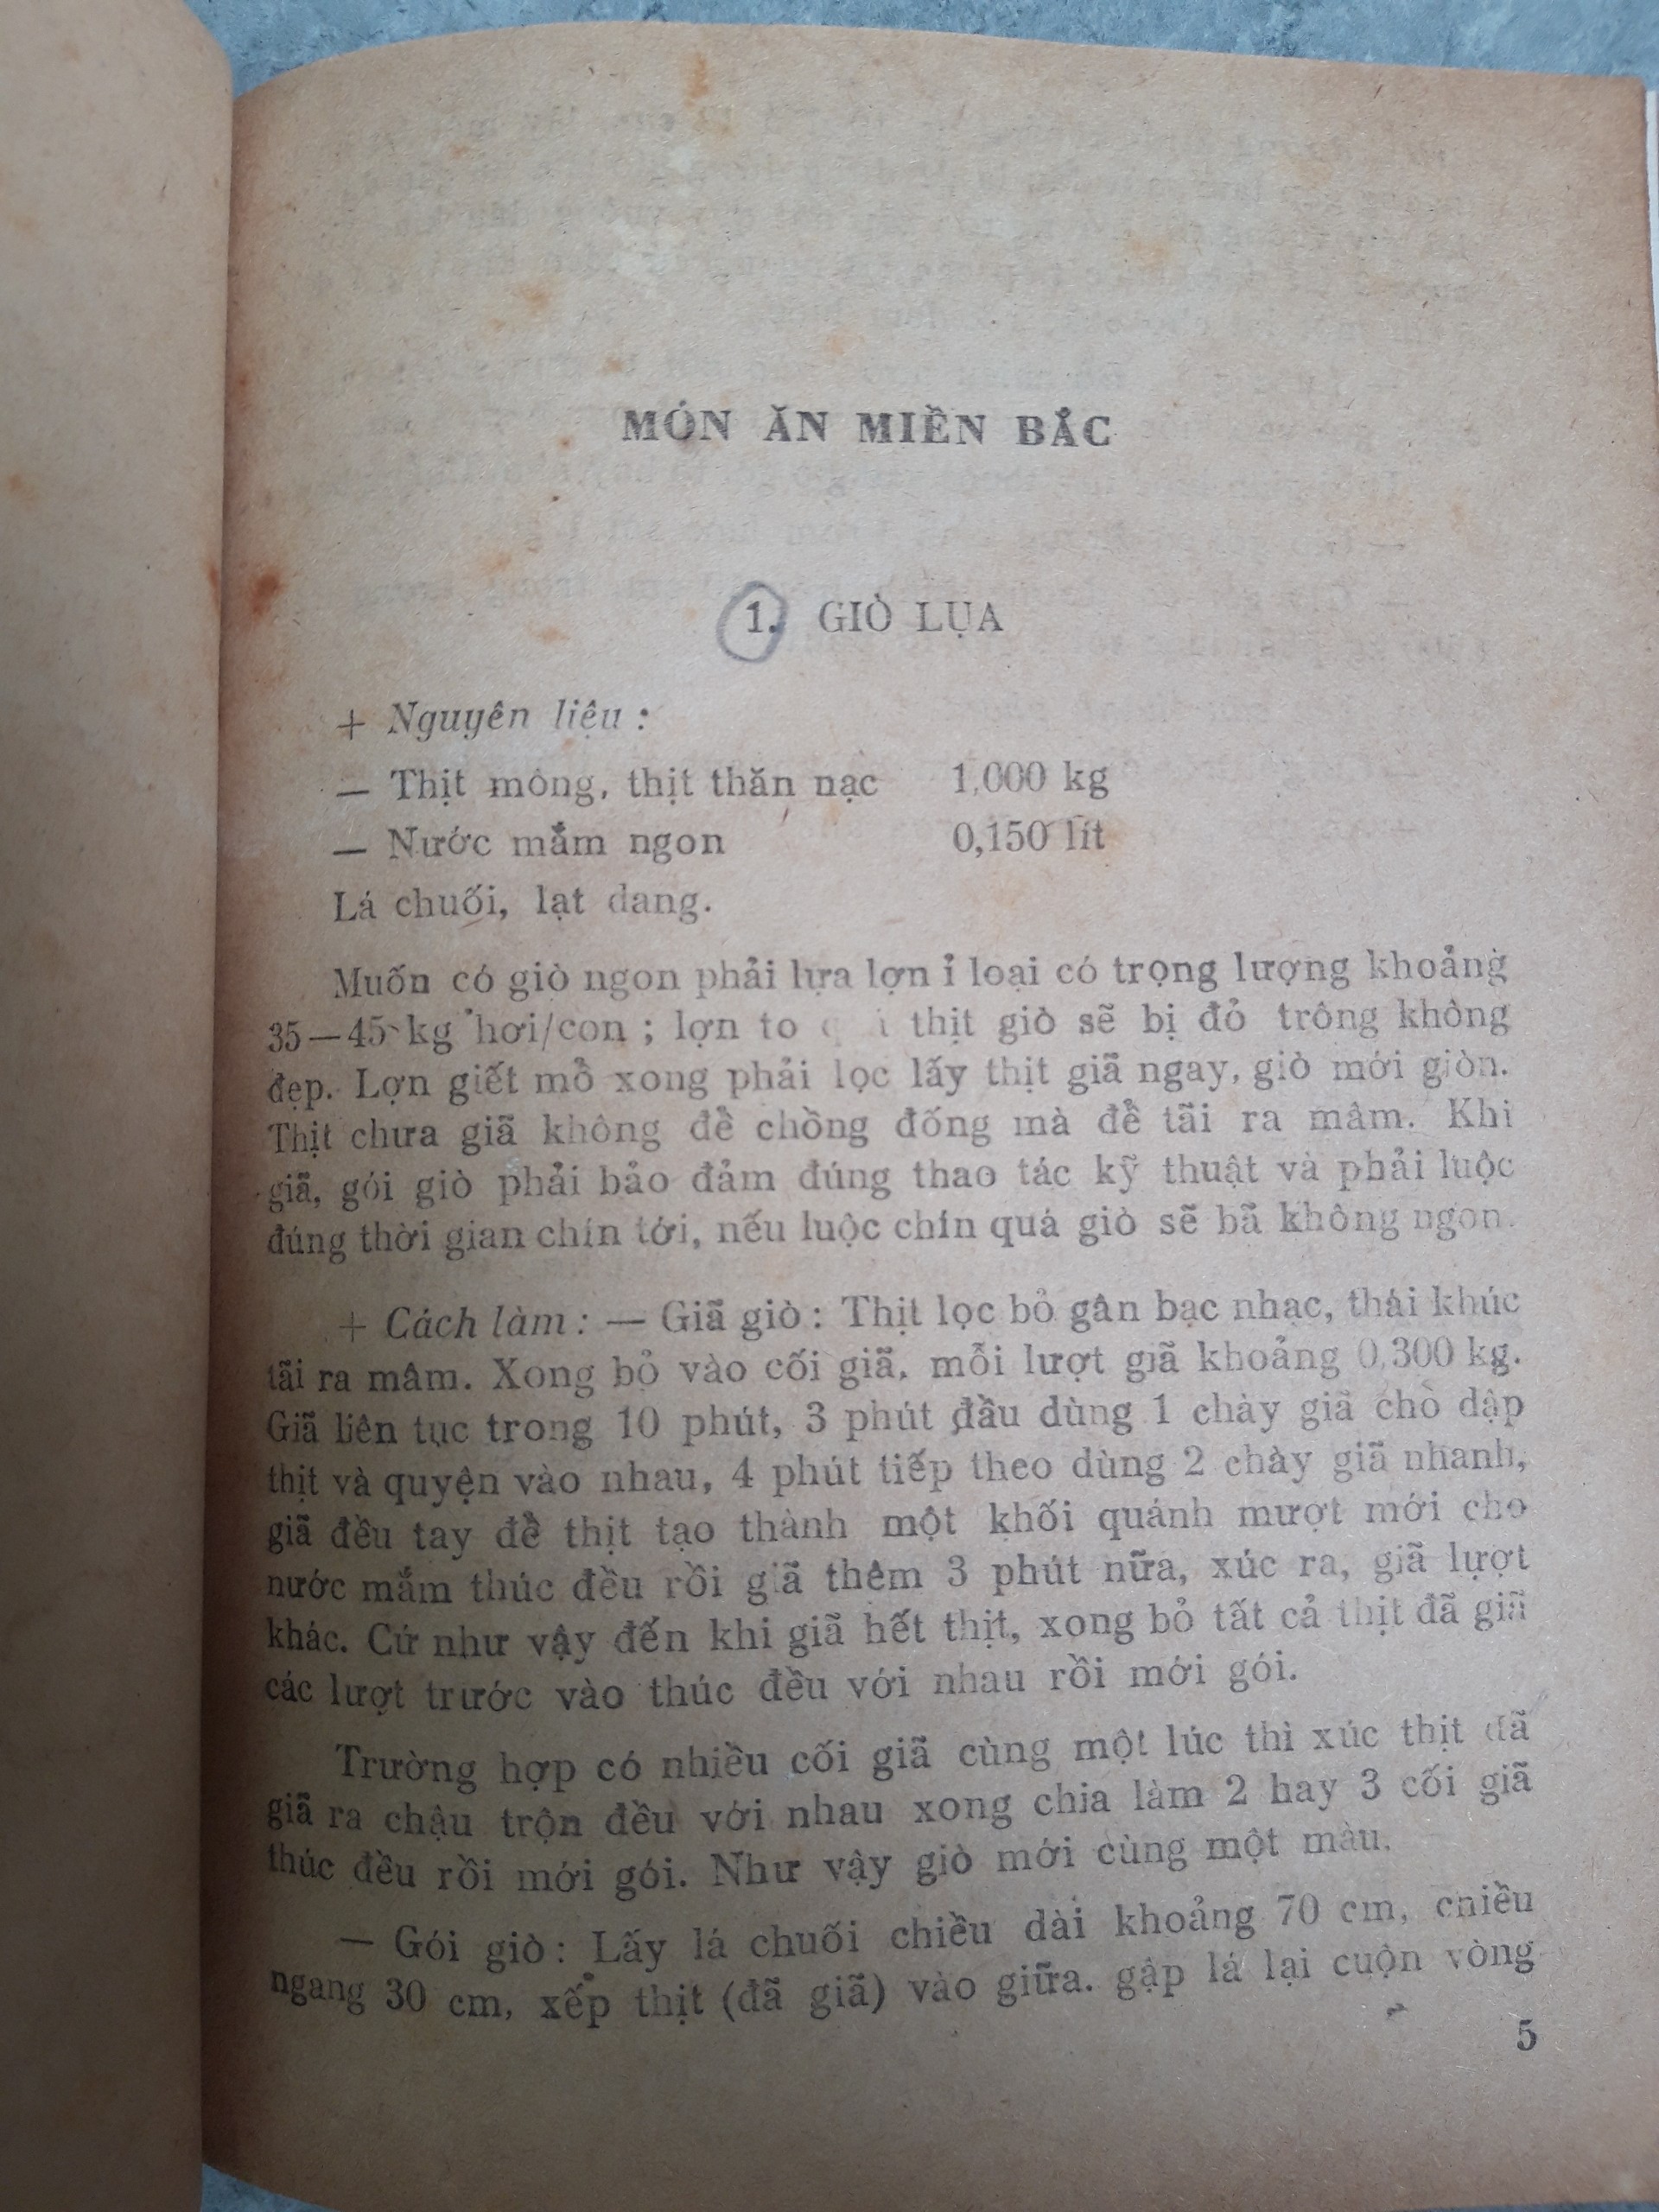 MÓN ĂN MIỀN BẮC
1. GIÒ LỤA
+ Nguyên liệu :
— Thịt mông, thịt thăn nạc 1,000 kg
— Nước mắm ngon 0,150 lít
Lá chuối, lạt dang.
Muốn có giò ngon phải lựa lợn ỉ loại có trọng lượng khoảng
35—45 kg hơi/con ; lợn to thịt giò sẽ bị đỏ trông không
đẹp. Lợn giết mổ xong phải lọc lấy thịt giã ngay, giò mới giòn.
Thịt chưa giã không để chồng đống mà để tãi ra mâm. Khi
giã, gói giò phải bảo đảm đúng thao tác kỹ thuật và phải luộc
đúng thời gian chín tới, nếu luộc chín quá giò sẽ bã không ngon.
+ Cách làm : — Giã giò : Thịt lọc bỏ gân bạc nhạc, thái khúc
tãi ra mâm. Xong bỏ vào cối giã, mỗi lượt giã khoảng 0,300 kg.
Giã liên tục trong 10 phút, 3 phút đầu dùng 1 chày giã chò dập
thịt và quyện vào nhau, 4 phút tiếp theo dùng 2 chày giã nhanh,
giã đều tay để thịt tạo thành một khối quánh mượt mới cho
nước mắm thúc đều rồi giã thêm 3 phút nữa, xúc ra, giã lượt
khác. Cứ như vậy đến khi giã hết thịt, xong bỏ tất cả thịt đã giã
các lượt trước vào thúc đều với nhau rồi mới gói.
Trường hợp có nhiều cối giã cùng một lúc thì xúc thịt đã
giã ra chậu trộn đều với nhau xong chia làm 2 hay 3 cối giã
thúc đều rồi mới gói. Như vậy giò mới cùng một màu.
— Gói giò : Lấy lá chuối chiều dài khoảng 70 cm, chiều
ngang 30 cm, xếp thịt (đã giã) vào giữa. gập lá lại cuộn vòng
5